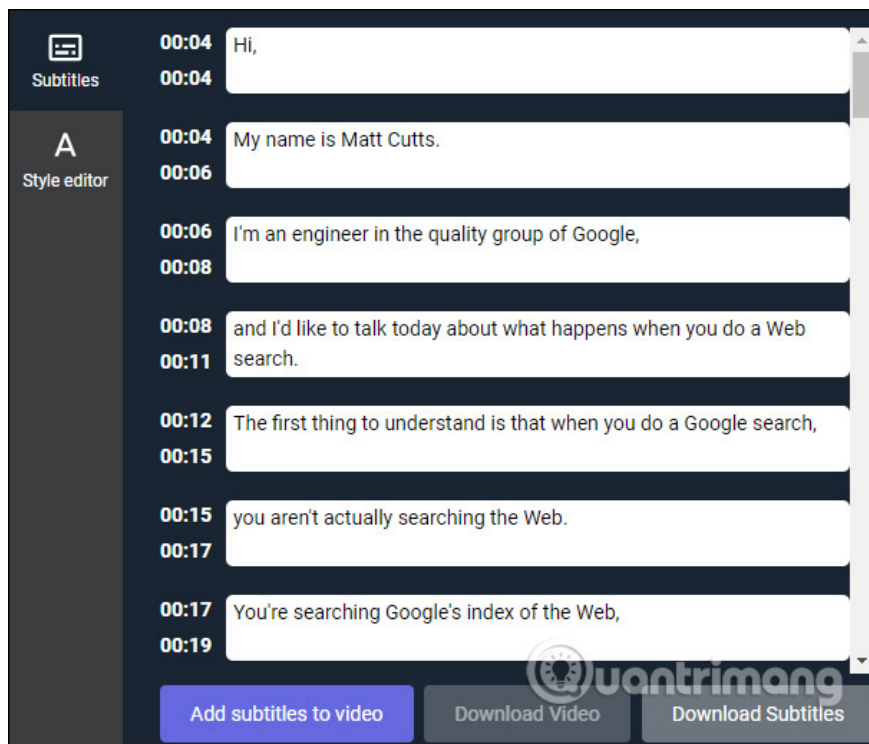 Subtitles
Style editor
00:04 Hi,
00:04
00:04 My name is Matt Cutts.
00:06
00:06 I'm an engineer in the quality group of Google,
00:08
00:08 and I'd like to talk today about what happens when you do a Web
00:11 search.
00:12 The first thing to understand is that when you do a Google search,
00:15
00:15 you aren't actually searching the Web.
00:17
00:17 You're searching Google's index of the Web,
00:19
Quantrimang
Add subtitles to video
Download Video
Download Subtitles